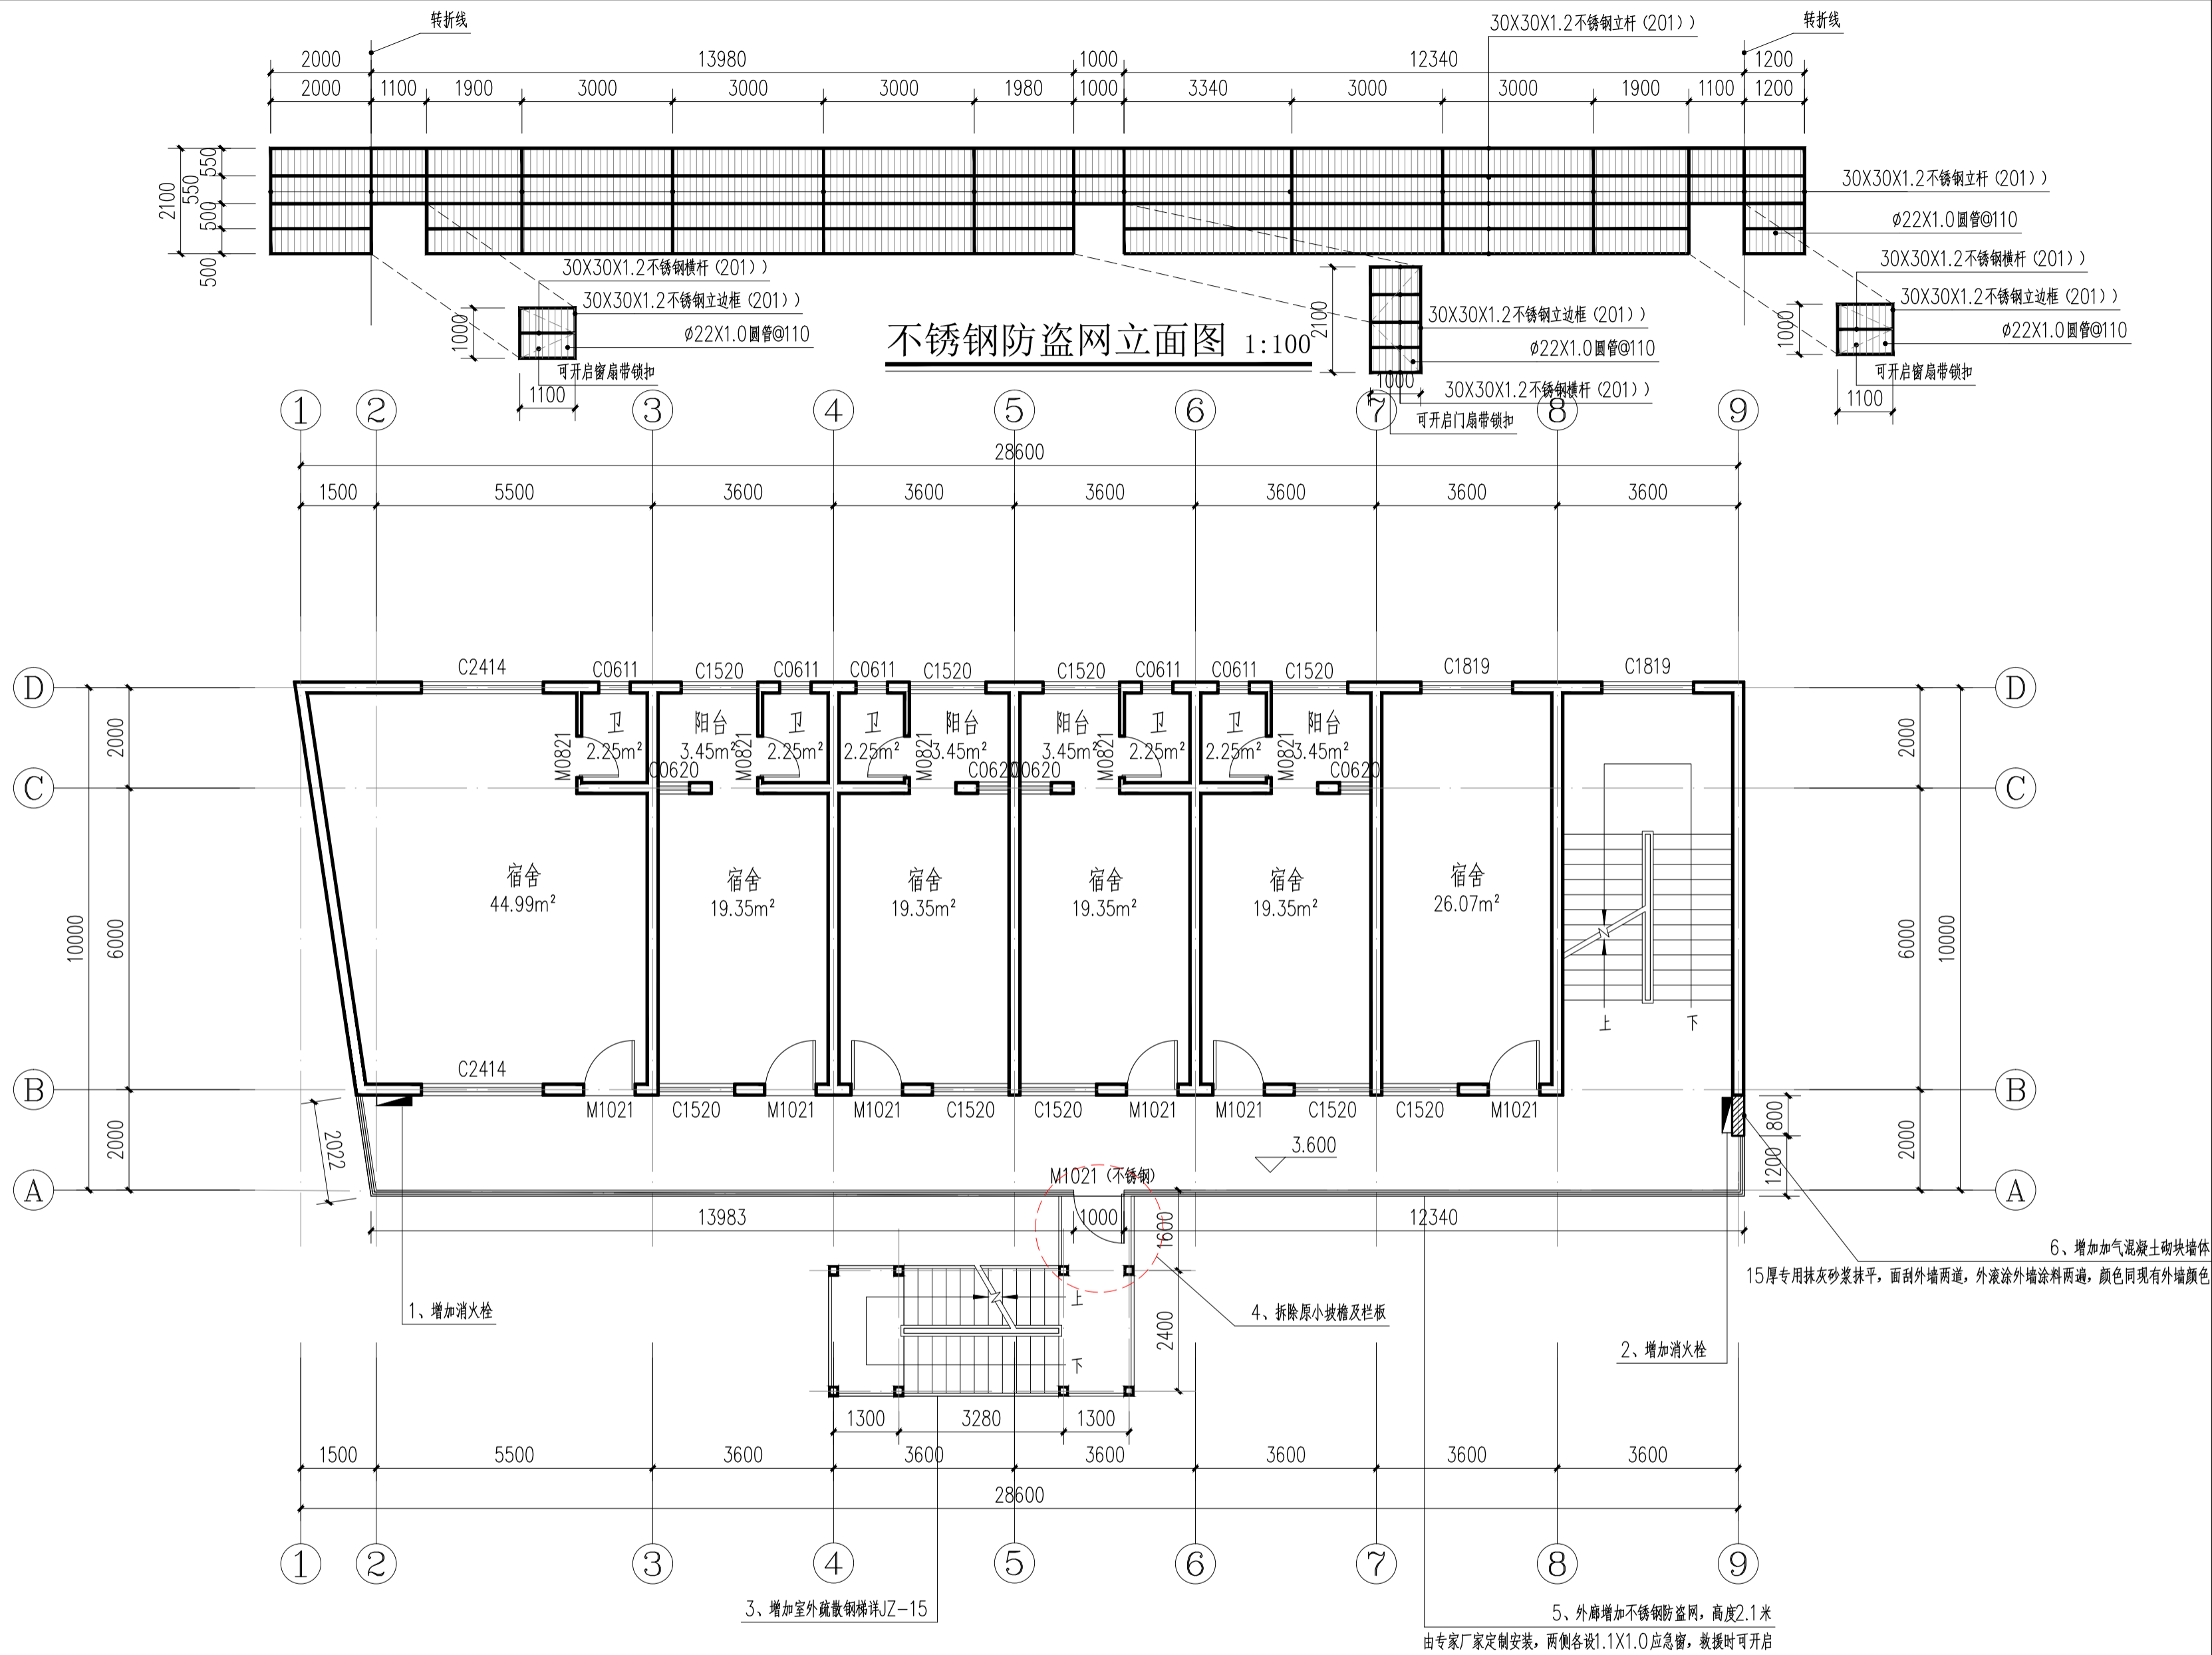 转折线
30X30X1.2不锈钢立杆(201))
转折线
2000 13980 1000 12340 1200
2000 1100 1900 3000 3000 3000 1980 1000 3340 3000 3000 1900 1100 1200
2100
550
550
500
500
30X30X1.2不锈钢立杆(201))
Ø22X1.0圆管@110
30X30X1.2不锈钢横杆(201))
30X30X1.2不锈钢立边框(201))
Ø22X1.0圆管@110
可开启窗扇带锁扣
1000
1100
不锈钢防盗网立面图 1:100
2100
30X30X1.2不锈钢立边框(201))
Ø22X1.0圆管@110
1000
30X30X1.2不锈钢横杆(201))
可开启门扇带锁扣
30X30X1.2不锈钢横杆(201))
30X30X1.2不锈钢立边框(201))
Ø22X1.0圆管@110
可开启窗扇带锁扣
1000
1100
1 2 3 4 5 6 7 8 9
28600
1500 5500 3600 3600 3600 3600 3600 3600
C2414 C0611 C1520 C0611 C0611 C1520 C1520 C0611 C0611 C1520 C1819 C1819
D D
卫 阳台 卫 卫 阳台 阳台 卫 卫 阳台
2.25m² 3.45m² 2.25m² 2.25m² 3.45m² 3.45m² 2.25m² 2.25m² 3.45m²
M0821 M0821 M0821 M0821 M0821
C0620 C0620 C0620 C0620
2000 2000
C C
宿舍 宿舍 宿舍 宿舍 宿舍 宿舍
44.99m² 19.35m² 19.35m² 19.35m² 19.35m² 26.07m²
10000 6000 6000 10000
上 下
C2414
B B
M1021 C1520 M1021 M1021 C1520 C1520 M1021 M1021 C1520 C1520 M1021
2022
2000 800 2000
1200
3.600
M1021(不锈钢)
A A
13983 1000 12340
1600
6、增加加气混凝土砌块墙体
15厚专用抹灰砂浆抹平，面刮外墙两道，外滚涂外墙涂料两遍，颜色同现有外墙颜色
1、增加消火栓
上
4、拆除原小坡檐及栏板
2400
2、增加消火栓
下
1300 3280 1300
1500 5500 3600 3600 3600 3600 3600 3600
28600
1 2 3 4 5 6 7 8 9
3、增加室外疏散钢梯详JZ-15
5、外廊增加不锈钢防盗网，高度2.1米
由专家厂家定制安装，两侧各设1.1X1.0应急窗，救援时可开启